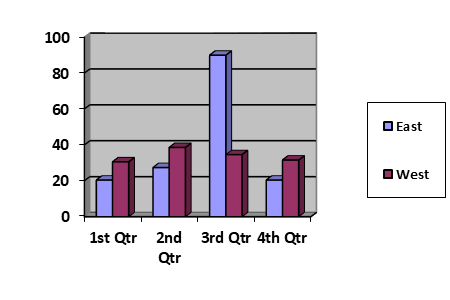 100
80
60
40
20
0
1st Qtr
2nd
Qtr
3rd Qtr
4th Qtr
East
West